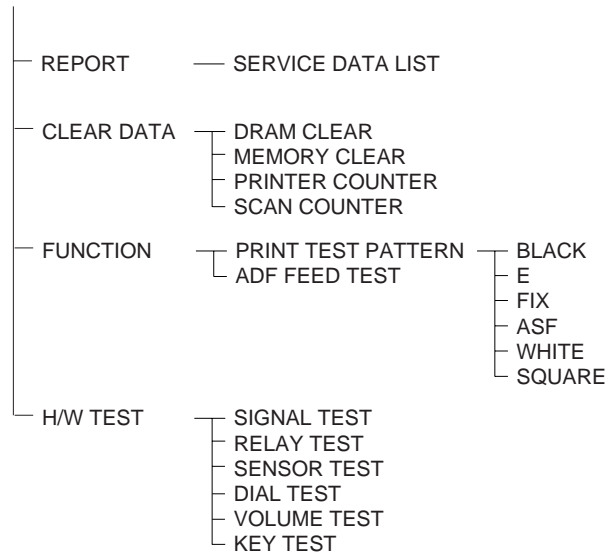 REPORT SERVICE DATA LIST
CLEAR DATA DRAM CLEAR
MEMORY CLEAR
PRINTER COUNTER
SCAN COUNTER
FUNCTION PRINT TEST PATTERN BLACK
ADF FEED TEST E
FIX
ASF
WHITE
SQUARE
H/W TEST SIGNAL TEST
RELAY TEST
SENSOR TEST
DIAL TEST
VOLUME TEST
KEY TEST